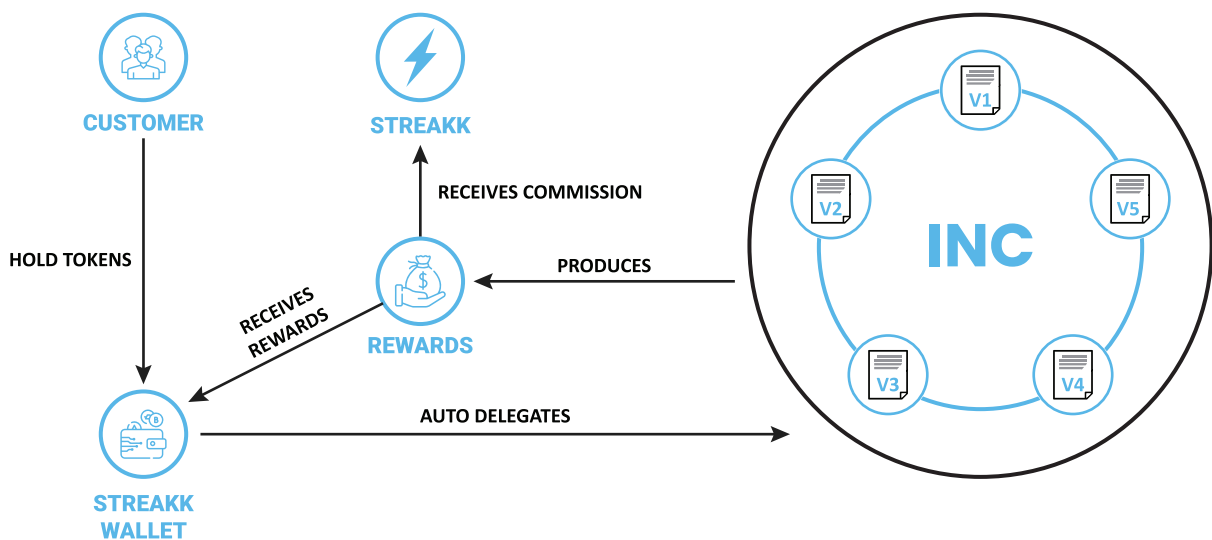 CUSTOMER
STREAKK
V1
V2
V5
RECEIVES COMMISSION
INC
HOLD TOKENS
PRODUCES
$
RECEIVES
REWARDS
REWARDS
V3
V4
AUTO DELEGATES
B
STREAKK
WALLET